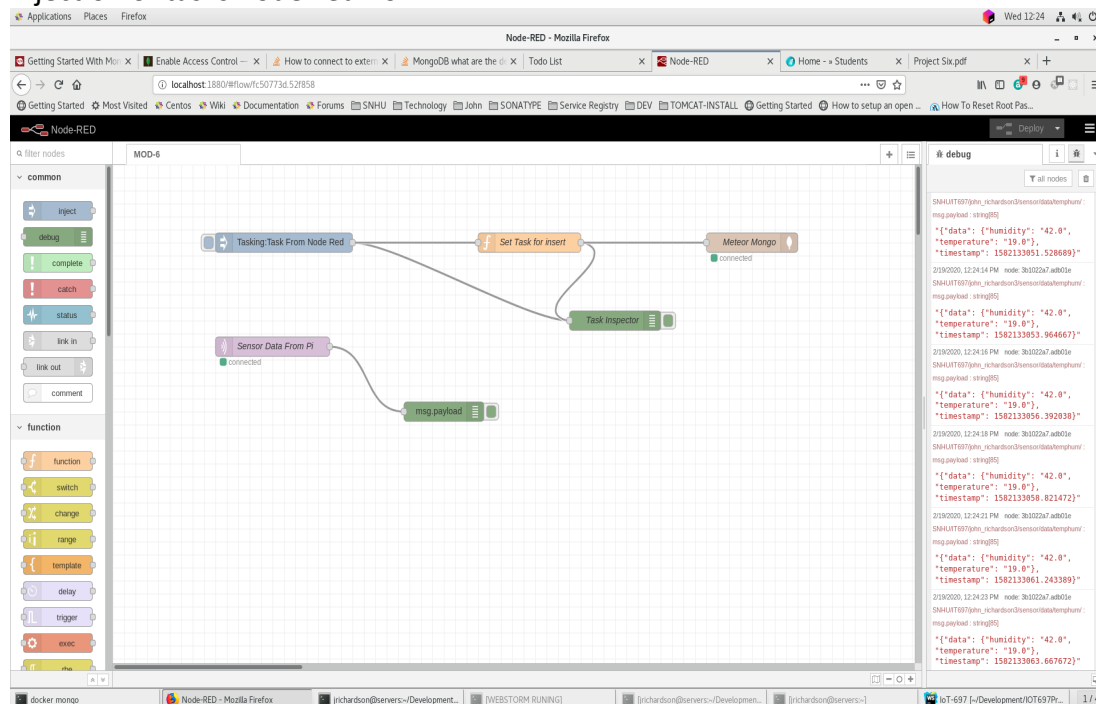 Applications Places Firefox Wed 12:24
Node-RED - Mozilla Firefox
Getting Started With Mon Enable Access Control — How to connect to extern MongoDB what are the de Todo List Node-RED Home - » Students Project Six.pdf
localhost:1880/#flow/fc50773d.52f858
Getting Started Most Visited Centos Wiki Documentation Forums SNHU Technology John SONATYPE Service Registry DEV TOMCAT-INSTALL Getting Started How to setup an open ... How To Reset Root Pas...
Node-RED Deploy
filter nodes MOD-6 debug i
all nodes
common
inject
debug
complete
catch
status
link in
link out
comment
function
function
switch
change
range
template
delay
trigger
exec
Tasking:Task From Node Red Set Task for insert Meteor Mongo
connected
Task Inspector
Sensor Data From Pi
connected
msg.payload
SNHU/IT697/john_richardson3/sensor/data/temphum/ :
msg.payload : string[85]
"{"data": {"humidity": "42.0",
"temperature": "19.0"},
"timestamp": 1582133051.528689}"
2/19/2020, 12:24:14 PM node: 3b1022a7.adb01e
SNHU/IT697/john_richardson3/sensor/data/temphum/ :
msg.payload : string[85]
"{"data": {"humidity": "42.0",
"temperature": "19.0"},
"timestamp": 1582133053.964667}"
2/19/2020, 12:24:16 PM node: 3b1022a7.adb01e
SNHU/IT697/john_richardson3/sensor/data/temphum/ :
msg.payload : string[85]
"{"data": {"humidity": "42.0",
"temperature": "19.0"},
"timestamp": 1582133056.392038}"
2/19/2020, 12:24:18 PM node: 3b1022a7.adb01e
SNHU/IT697/john_richardson3/sensor/data/temphum/ :
msg.payload : string[85]
"{"data": {"humidity": "42.0",
"temperature": "19.0"},
"timestamp": 1582133058.821472}"
2/19/2020, 12:24:21 PM node: 3b1022a7.adb01e
SNHU/IT697/john_richardson3/sensor/data/temphum/ :
msg.payload : string[85]
"{"data": {"humidity": "42.0",
"temperature": "19.0"},
"timestamp": 1582133061.243389}"
2/19/2020, 12:24:23 PM node: 3b1022a7.adb01e
SNHU/IT697/john_richardson3/sensor/data/temphum/ :
msg.payload : string[85]
"{"data": {"humidity": "42.0",
"temperature": "19.0"},
"timestamp": 1582133063.667672}"
docker mongo Node-RED - Mozilla Firefox jrichardson@servers:~/Development... [WEBSTORM RUNING] [jrichardson@servers:~/Developmen... [jrichardson@servers:~] IoT-697 [~/Development/IOT697Pr...